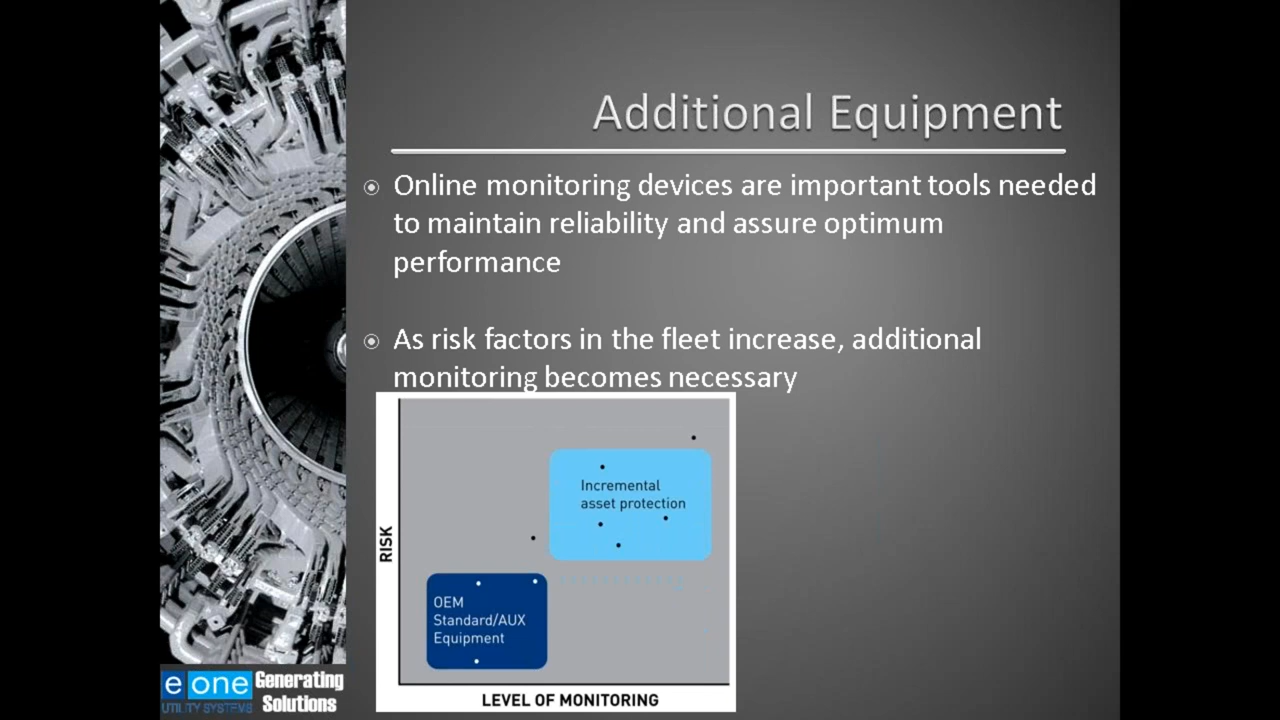 Additional Equipment
Online monitoring devices are important tools needed
to maintain reliability and assure optimum
performance
As risk factors in the fleet increase, additional
monitoring becomes necessary
RISK
Incremental
asset protection
OEM
Standard/AUX
Equipment
LEVEL OF MONITORING
e one
UTILITY SYSTEMS
Generating
Solutions